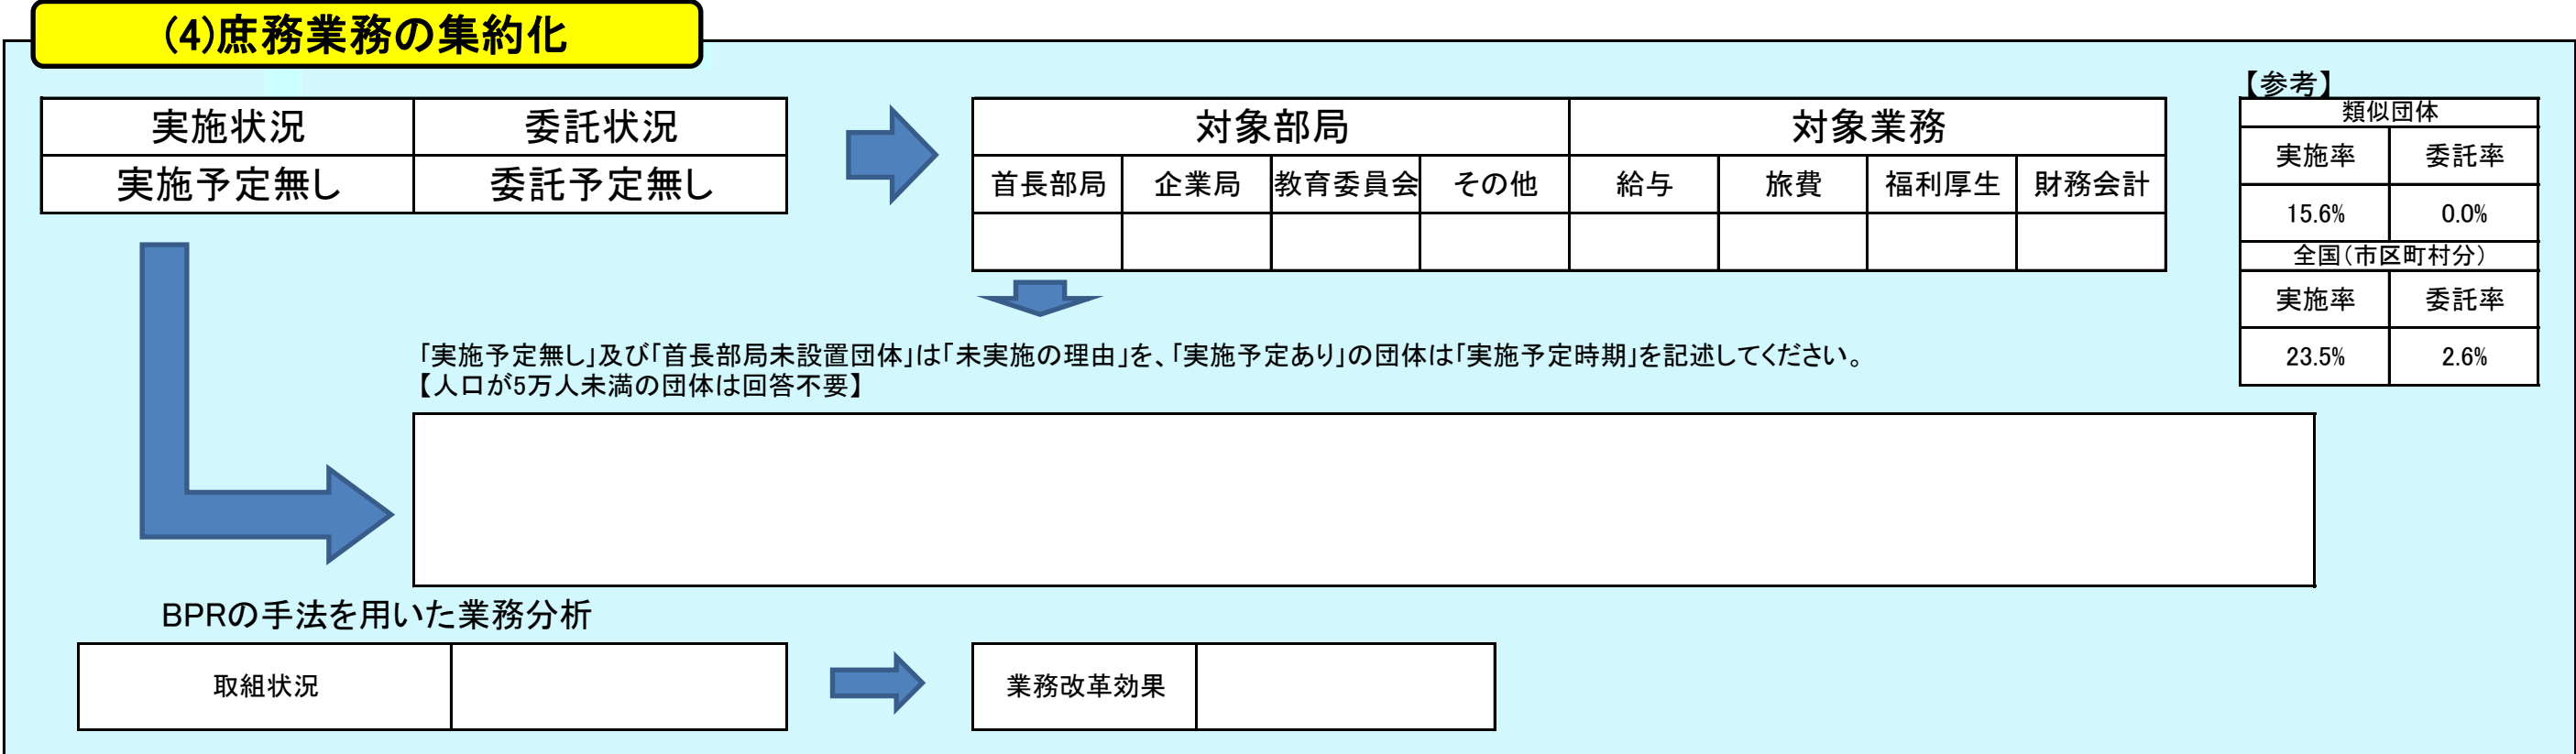 (4)庶務業務の集約化
【参考】
実施状況 委託状況
実施予定無し 委託予定無し
対象部局 対象業務
首長部局 企業局 教育委員会 その他 給与 旅費 福利厚生 財務会計
類似団体
実施率 委託率
15.6% 0.0%
全国(市区町村分)
実施率 委託率
23.5% 2.6%
「実施予定無し」及び「首長部局未設置団体」は「未実施の理由」を、「実施予定あり」の団体は「実施予定時期」を記述してください。
【人口が5万人未満の団体は回答不要】
BPRの手法を用いた業務分析
取組状況
業務改革効果